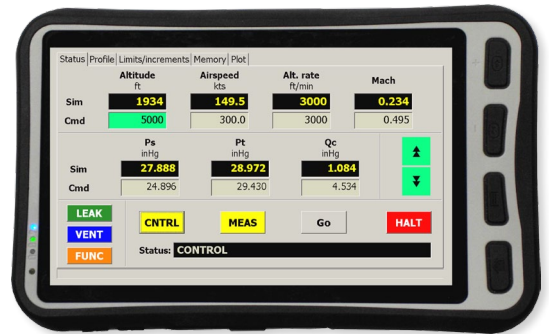 Status Profile Limits/increments Memory Plot
Altitude Airspeed Alt. rate Mach
ft kts ft/min
Sim 1934 149.5 3000 0.234
Cmd 5000 300.0 3000 0.495
Ps Pt Qc
inHg inHg inHg
Sim 27.888 28.972 1.084
Cmd 24.896 29.430 4.534
LEAK
VENT
FUNC
CNTRL MEAS Go HALT
Status: CONTROL